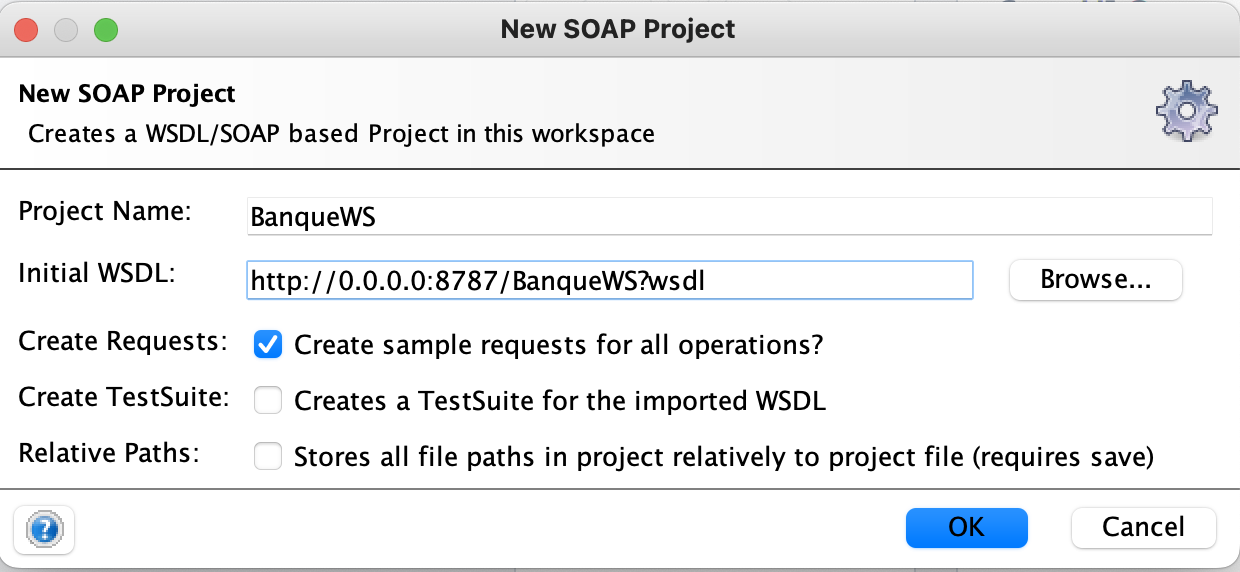 New SOAP Project
New SOAP Project
Creates a WSDL/SOAP based Project in this workspace
Project Name: BanqueWS
Initial WSDL: http://0.0.0.0:8787/BanqueWS?wsdl Browse...
Create Requests: Create sample requests for all operations?
Create TestSuite: Creates a TestSuite for the imported WSDL
Relative Paths: Stores all file paths in project relatively to project file (requires save)
? OK Cancel